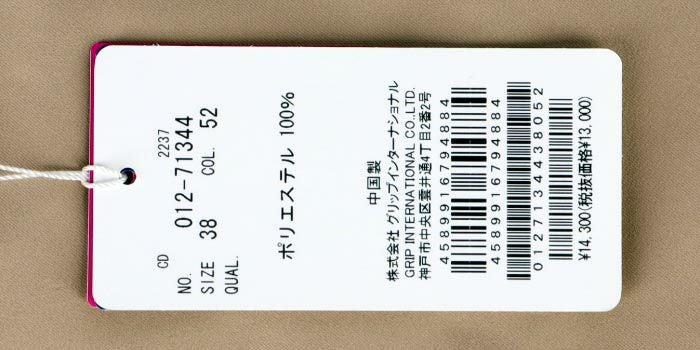 CD 2237
NO. 012-71344
SIZE 38 COL. 52
QUAL.
ポリエステル 100%
中国製
株式会社 グリップインターナショナル
GRIP INTERNATIONAL CO.,LTD.
神戸市中央区雲井通4丁目2番2号
4589916794884
4589916794884
0127134438052
¥14,300(税抜価格¥13,000)